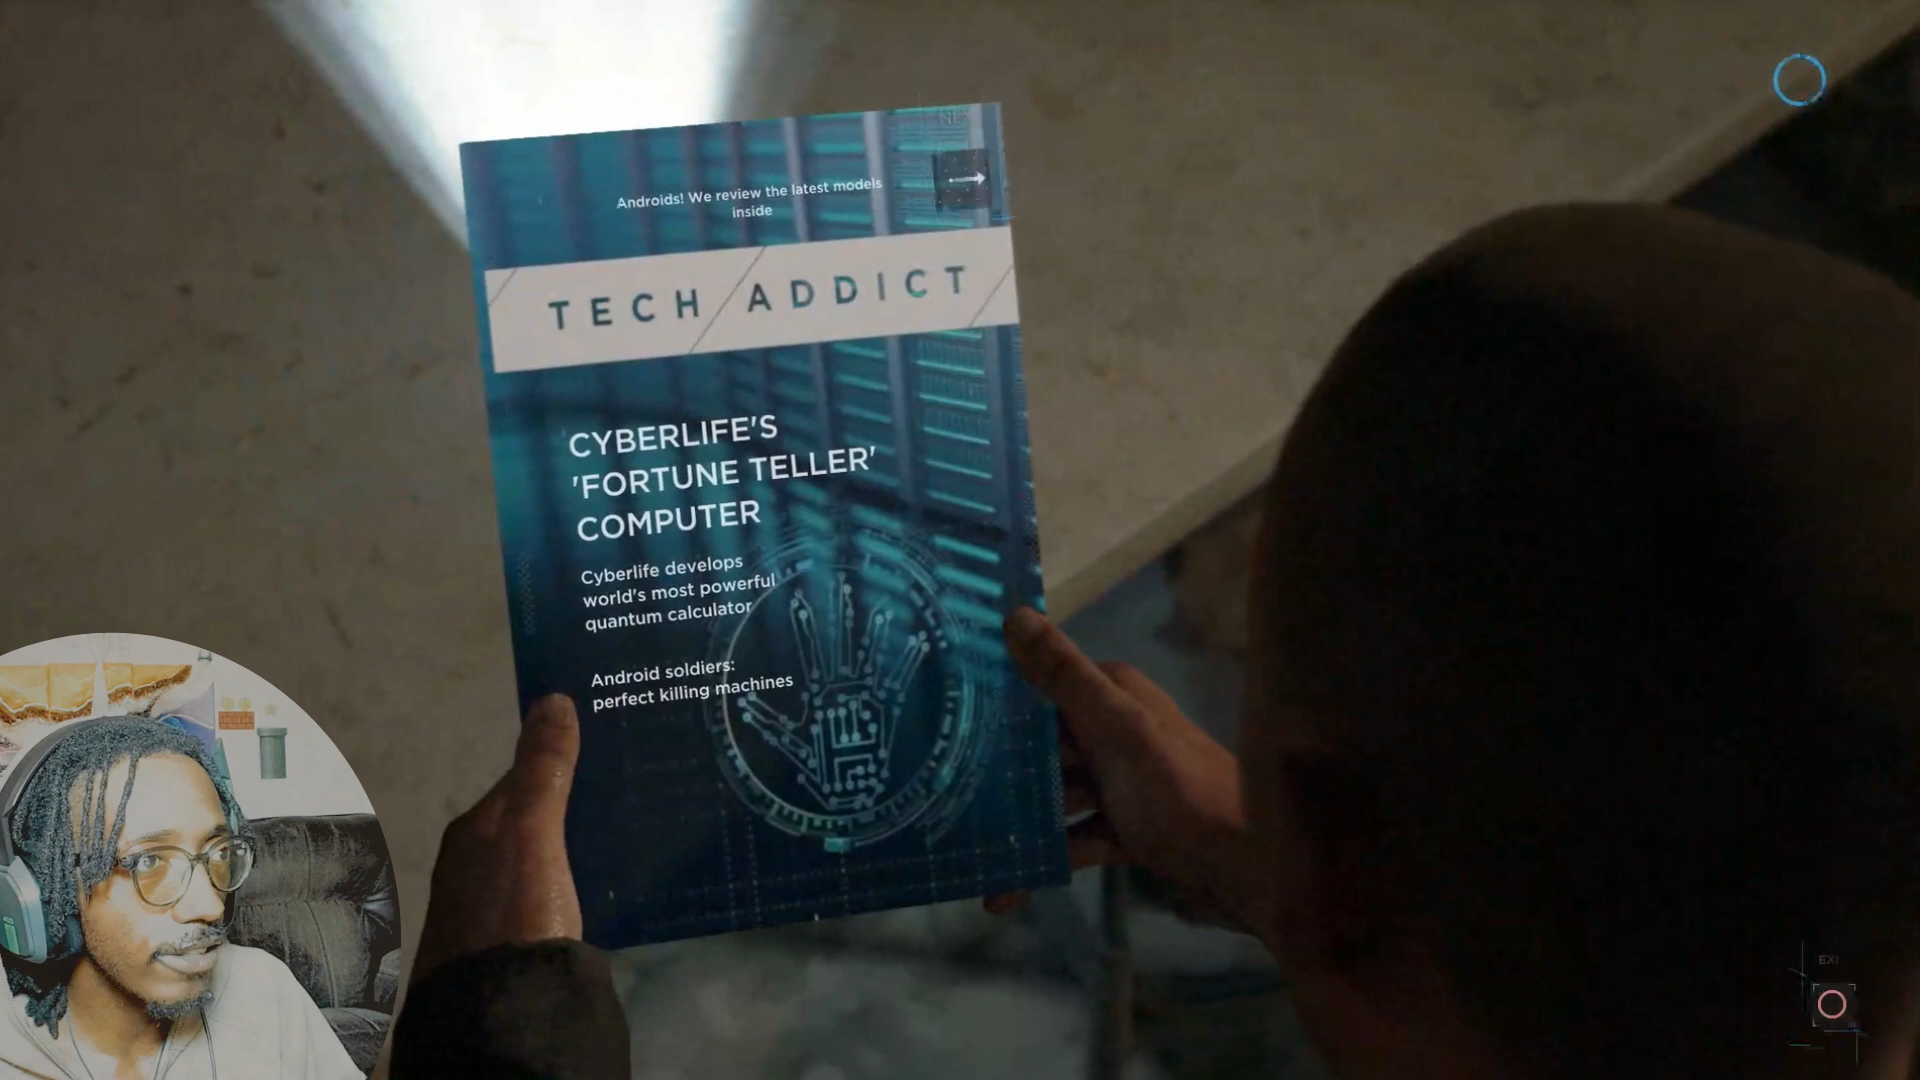 Androids! We review the latest models
inside
TECH ADDICT
CYBERLIFE'S
'FORTUNE TELLER'
COMPUTER
Cyberlife develops
world's most powerful
quantum calculator
Android soldiers:
perfect killing machines